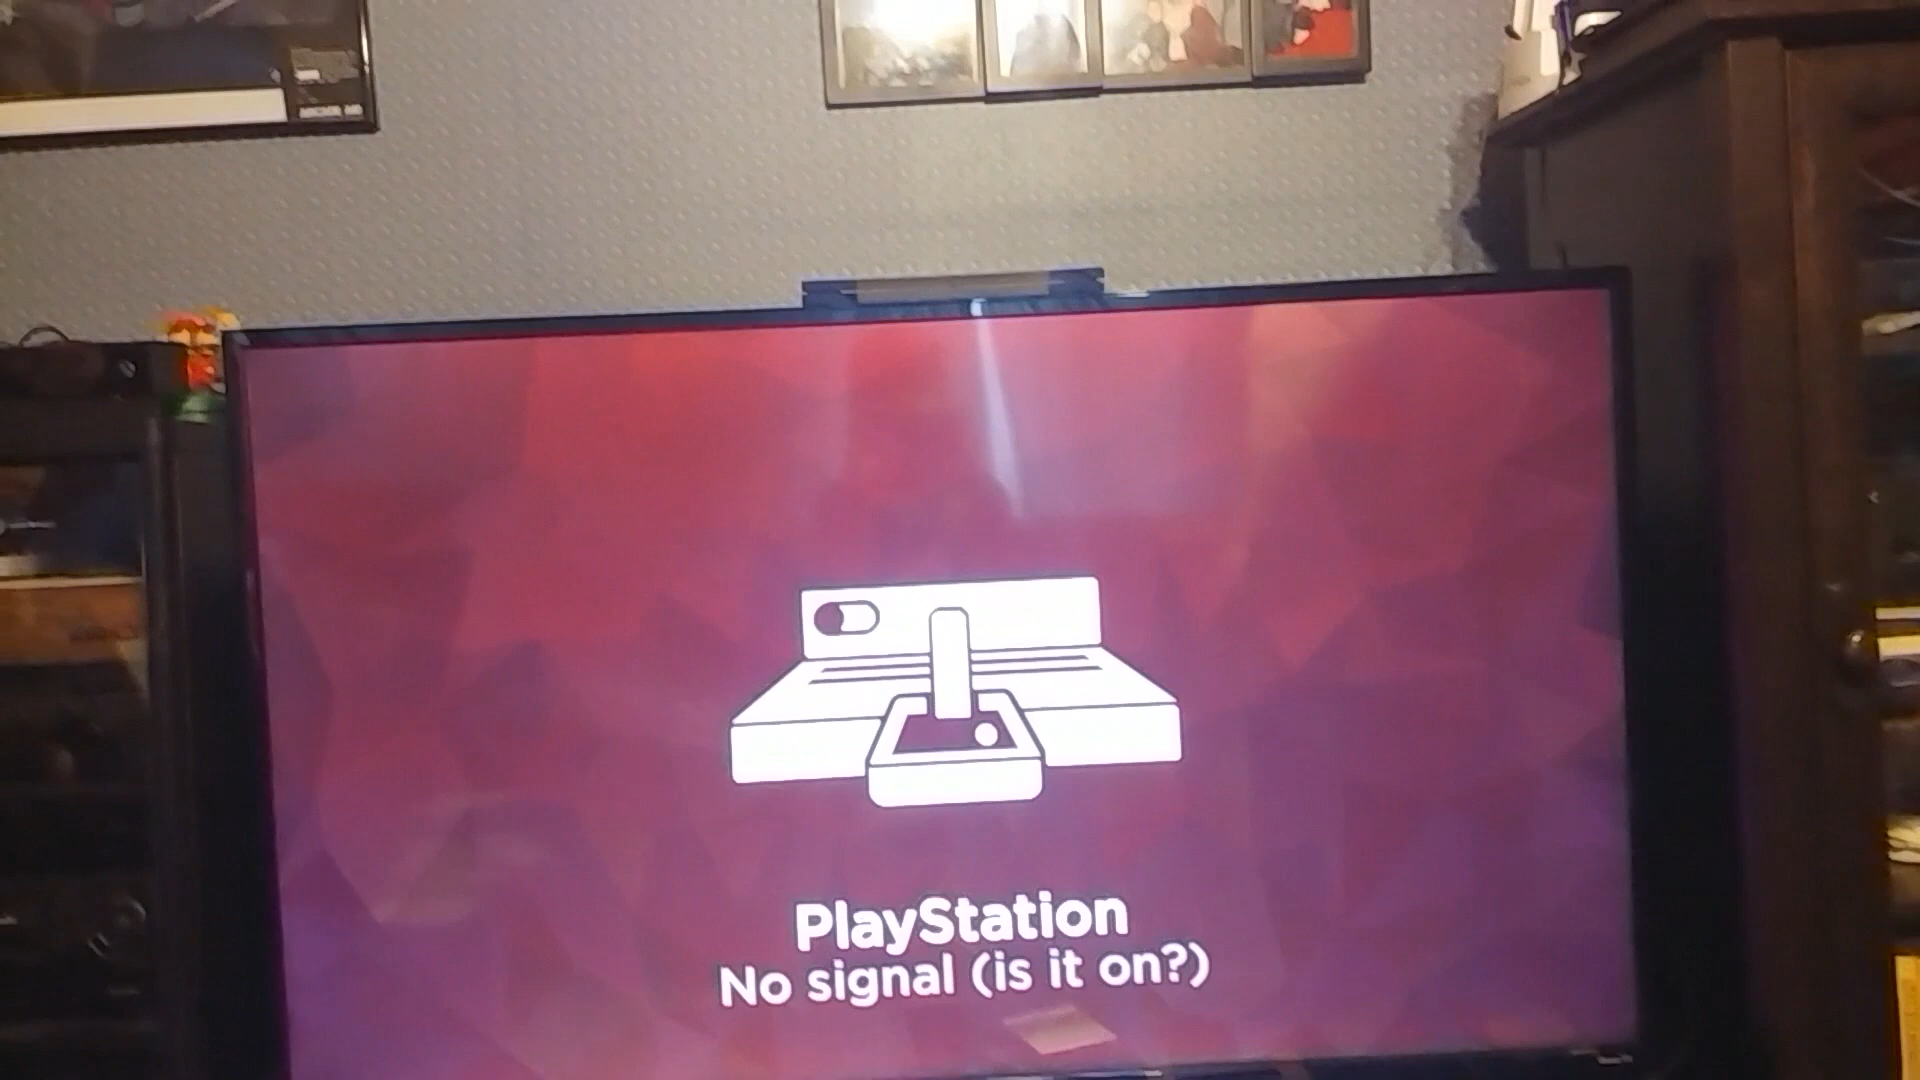 PlayStation
No signal (is it on?)